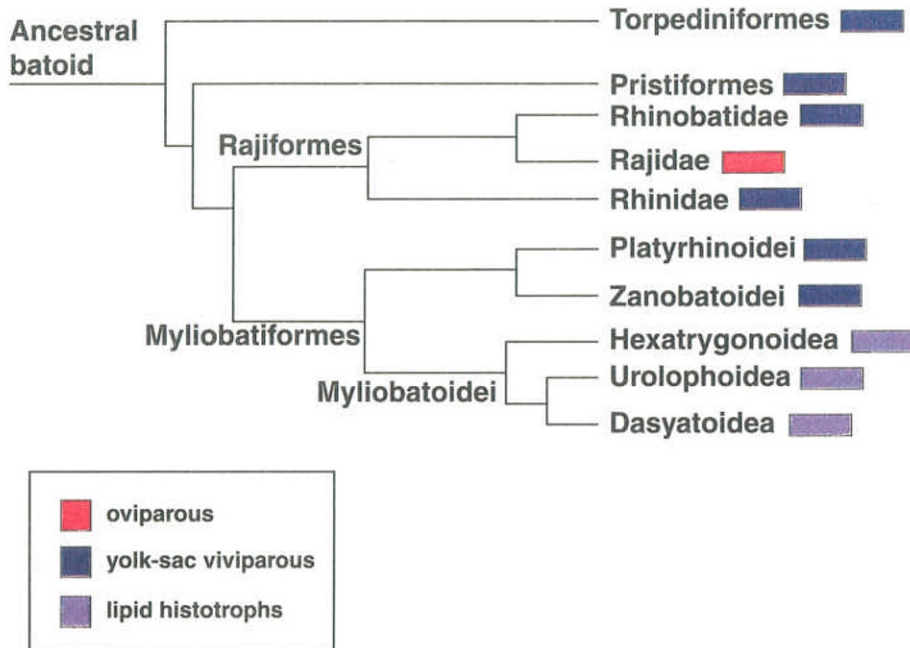 Ancestral
batoid
Torpediniformes
Pristiformes
Rhinobatidae
Rajiformes
Rajidae
Rhinidae
Platyrhinoidei
Zanobatoidei
Myliobatiformes
Hexatrygonoidea
Urolophoidea
Myliobatoidei
Dasyatoidea
oviparous
yolk-sac viviparous
lipid histotrophs